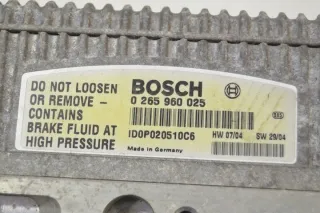 DO NOT LOOSEN
OR REMOVE -
CONTAINS
BRAKE FLUID AT
HIGH PRESSURE
BOSCH
0 265 960 025
ID0P020510C6
HW 07/04 SW 29/04
Made in Germany